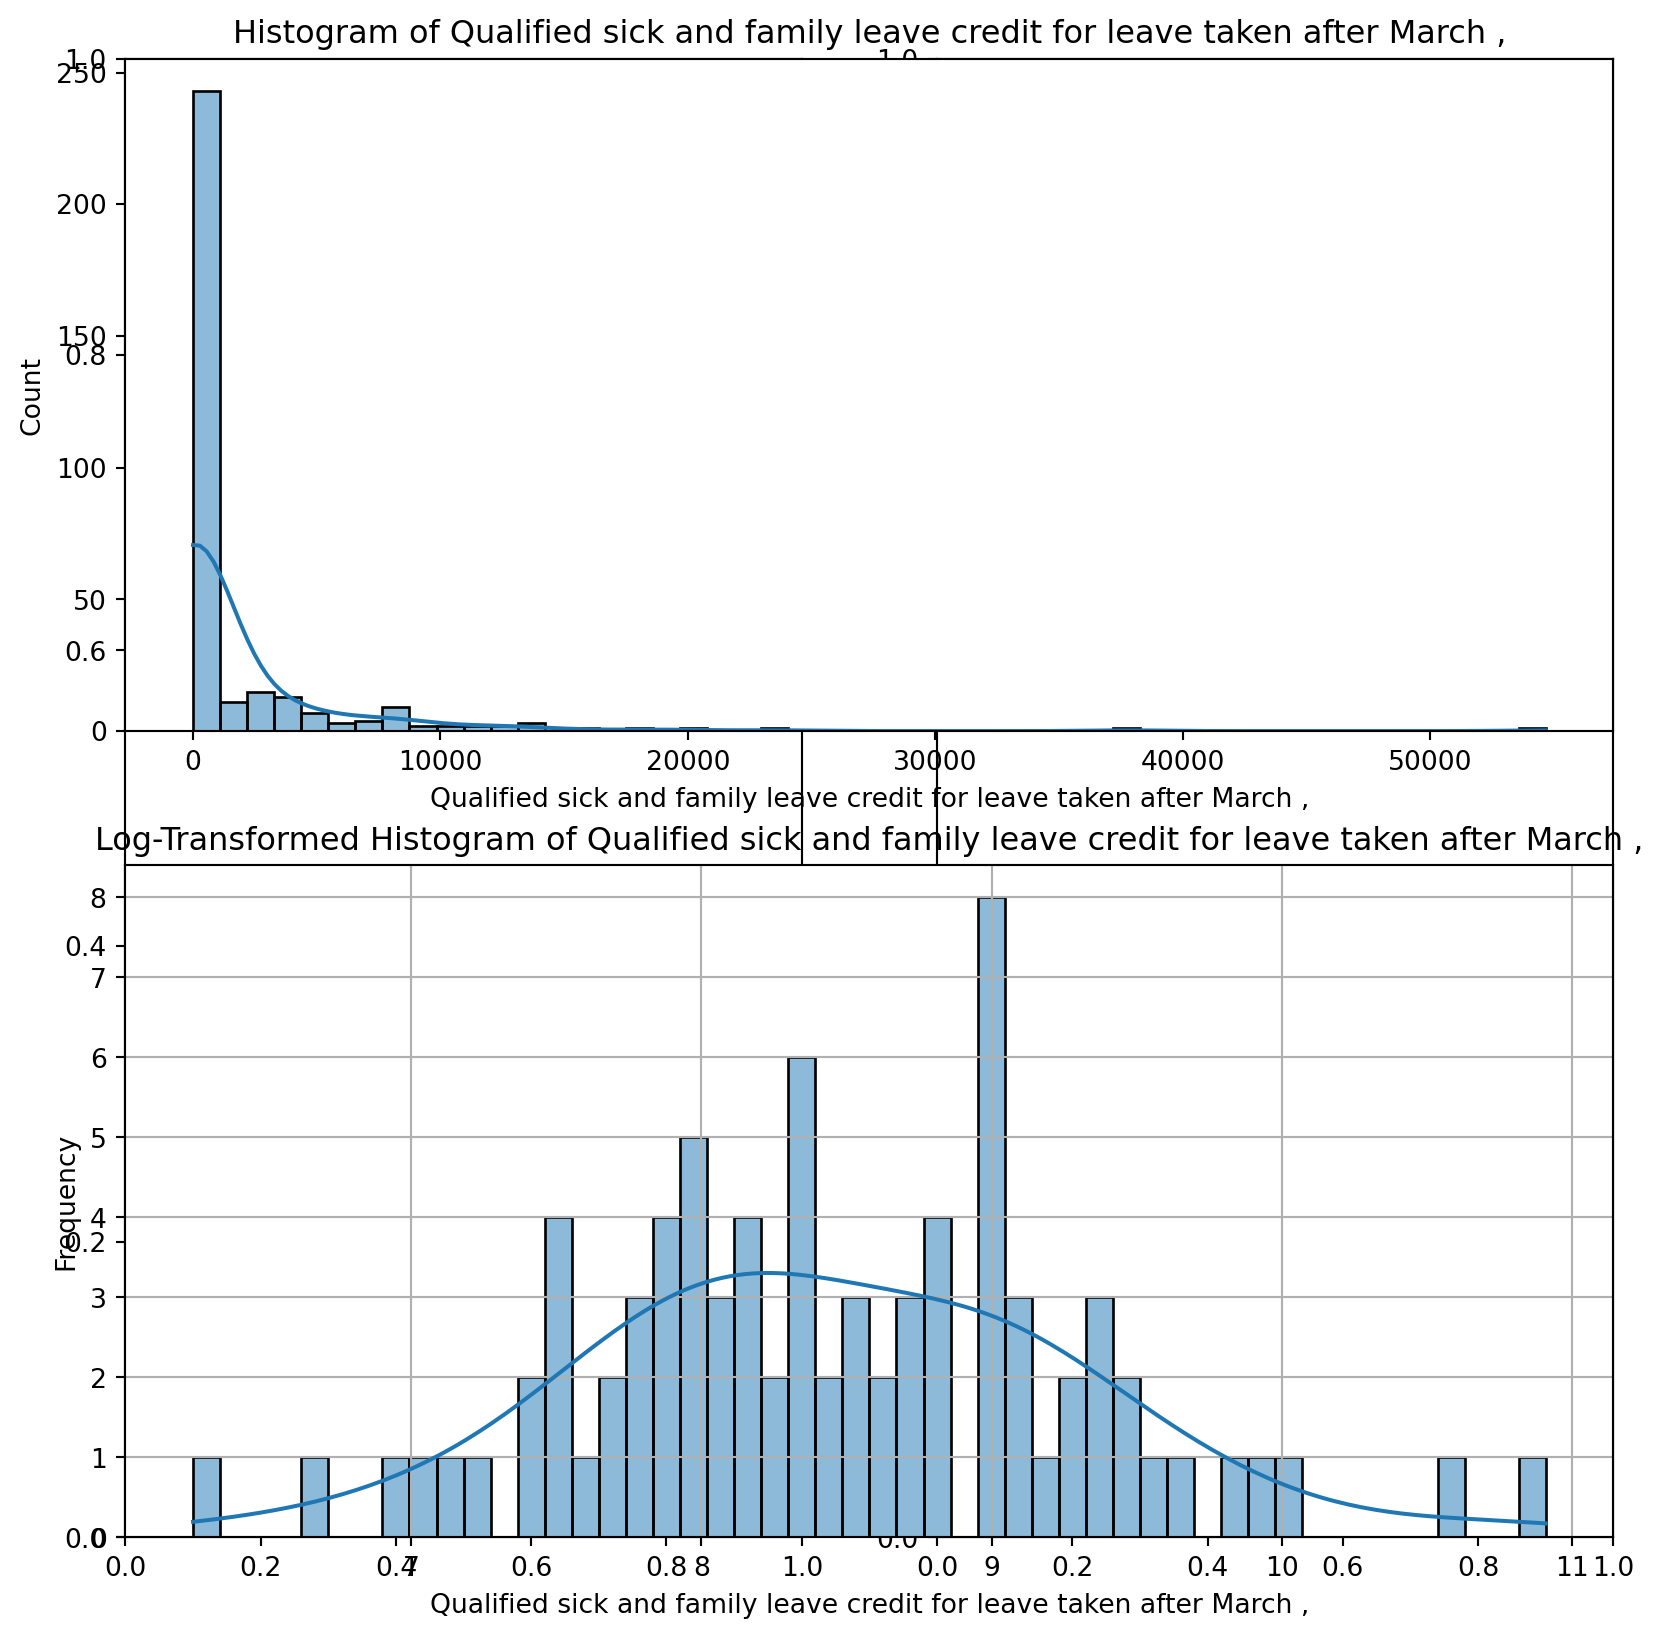 Histogram of Qualified sick and family leave credit for leave taken after March ,
1.0
250
1.0
200
150
0.8
Count
100
50
0.6
0
0 10000 20000 30000 40000 50000
Qualified sick and family leave credit for leave taken after March ,
Log-Transformed Histogram of Qualified sick and family leave credit for leave taken after March ,
8
0.4
7
6
5
Frequency
4
0.2
3
2
1
0.0
0
0.0
0.0 0.2 0.4 7 0.6 0.8 8 1.0 0.0 9 0.2 0.4 10 0.6 0.8 11 1.0
Qualified sick and family leave credit for leave taken after March ,